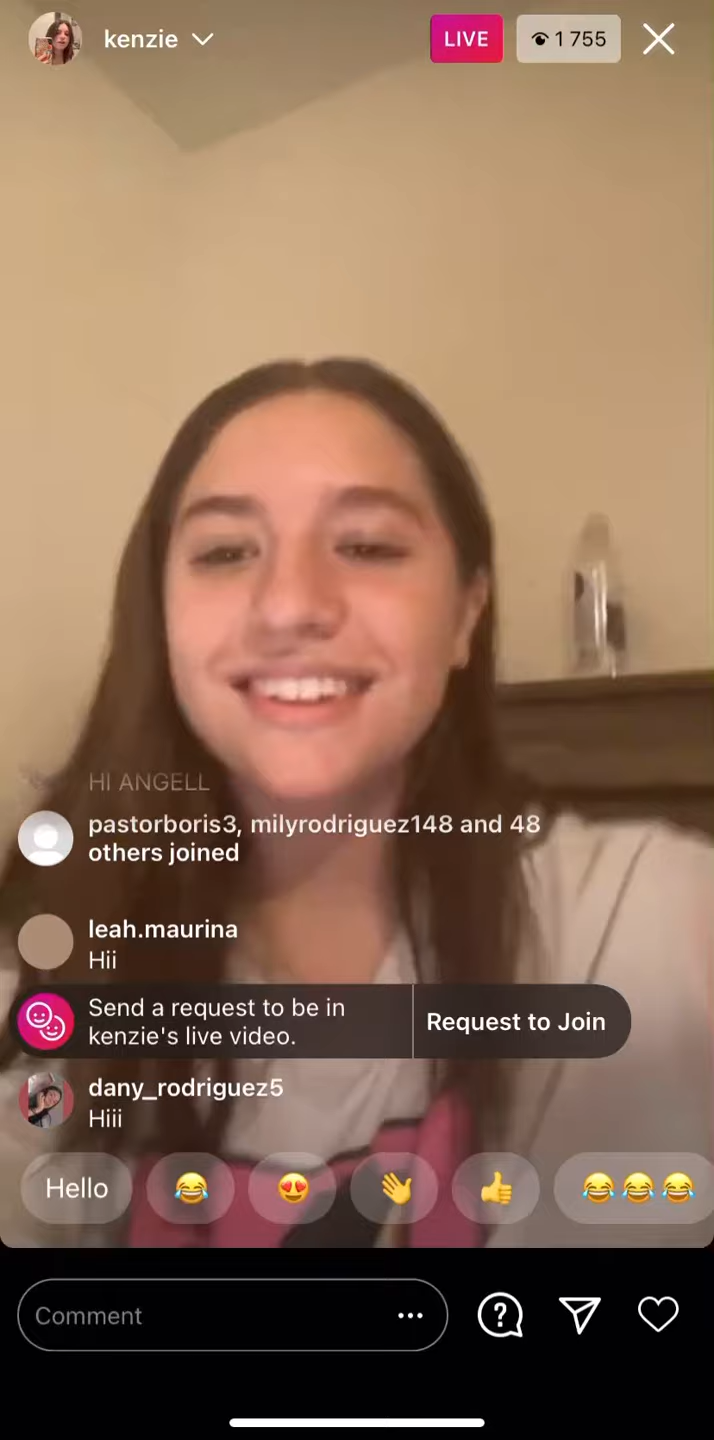 kenzie
LIVE
1 755
HI ANGELL
pastorboris3, milyrodriguez148 and 48
others joined
leah.maurina
Hii
Send a request to be in
kenzie's live video.
Request to Join
dany_rodriguez5
Hiii
Hello 😂 😍 👋 👍 😂😂😂
Comment